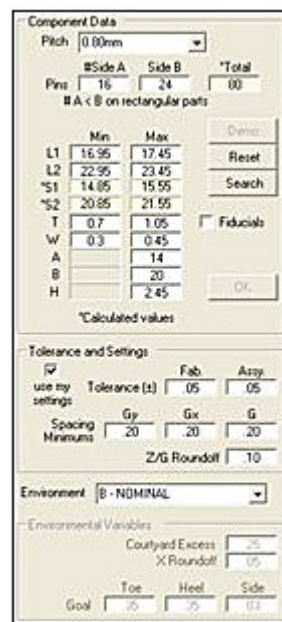 Component Data
Pitch 0.80mm
#Side A Side B *Total
Pins 16 24 80
# A < B on rectangular parts
Min Max
L1 16.95 17.45
L2 22.95 23.45
*S1 14.85 15.55
*S2 20.85 21.55
T 0.7 1.05
W 0.3 0.45
A 14
B 20
H 2.45
Demo
Reset
Search
Fiducials
OK
*Calculated values
Tolerance and Settings
use my settings
Fab. Assy.
Tolerance (±) .05 .05
Gy Gx G
Spacing Minimums .20 .20 .20
Z/G Roundoff .10
Environment B - NOMINAL
Environmental Variables
Courtyard Excess .25
X Roundoff .05
Toe Heel Side
Goal .35 .35 .03